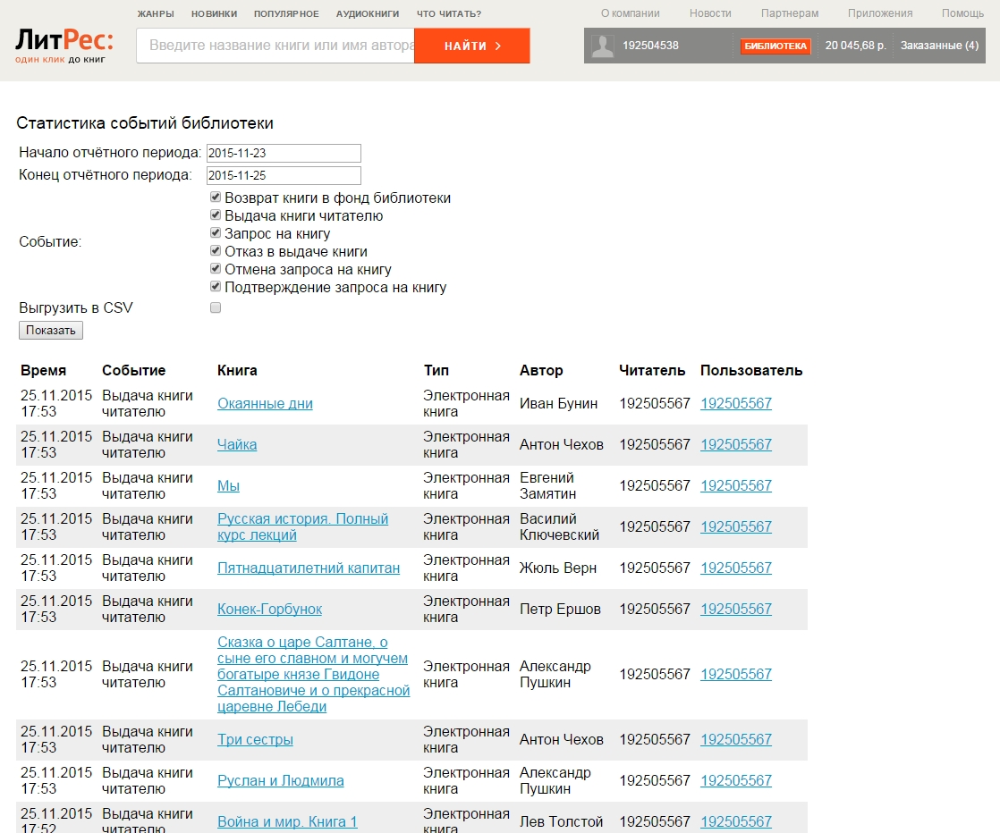 ЖАНРЫ НОВИНКИ ПОПУЛЯРНОЕ АУДИОКНИГИ ЧТО ЧИТАТЬ? О компании Новости Партнерам Приложения Помощь
ЛитРес:
один клик до книг
Введите название книги или имя автора НАЙТИ
192504538 БИБЛИОТЕКА 20 045,68 р. Заказанные (4)
Статистика событий библиотеки
Начало отчётного периода: 2015-11-23
Конец отчётного периода: 2015-11-25
Событие:
Возврат книги в фонд библиотеки
Выдача книги читателю
Запрос на книгу
Отказ в выдаче книги
Отмена запроса на книгу
Подтверждение запроса на книгу
Выгрузить в CSV
Показать
Время Событие Книга Тип Автор Читатель Пользователь
25.11.2015 Выдача книги Электронная
Окаянные дни Иван Бунин 192505567 192505567
17:53 читателю книга
25.11.2015 Выдача книги Электронная
Чайка Антон Чехов 192505567 192505567
17:53 читателю книга
25.11.2015 Выдача книги Электронная Евгений
Мы 192505567 192505567
17:53 читателю книга Замятин
25.11.2015 Выдача книги Русская история. Полный Электронная Василий
192505567 192505567
17:53 читателю курс лекций книга Ключевский
25.11.2015 Выдача книги Электронная
Пятнадцатилетний капитан Жюль Верн 192505567 192505567
17:53 читателю книга
25.11.2015 Выдача книги Электронная
Конек-Горбунок Петр Ершов 192505567 192505567
17:53 читателю книга
Сказка о царе Салтане, о
сыне его славном и могучем
25.11.2015 Выдача книги Электронная Александр
богатыре князе Гвидоне 192505567 192505567
17:53 читателю книга Пушкин
Салтановиче и о прекрасной
царевне Лебеди
25.11.2015 Выдача книги Электронная
Три сестры Антон Чехов 192505567 192505567
17:53 читателю книга
25.11.2015 Выдача книги Электронная Александр
Руслан и Людмила 192505567 192505567
17:53 читателю книга Пушкин
25.11.2015 Выдача книги Электронная
Война и мир. Книга 1 Лев Толстой 192505567 192505567
17:52 читателю книга